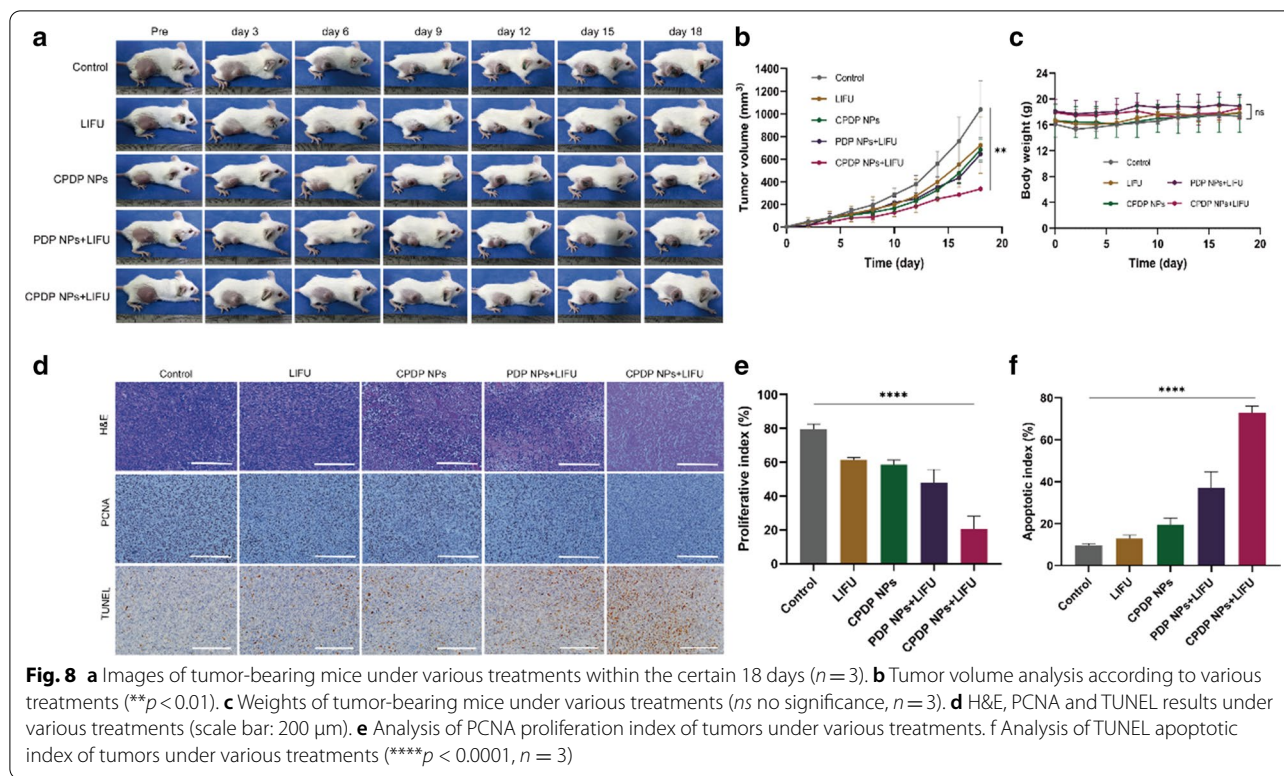 a
Pre day 3 day 6 day 9 day 12 day 15 day 18
Control
LIFU
CPDP NPs
PDP NPs+LIFU
CPDP NPs+LIFU
b
Tumor volume (mm³)
1400
1200
1000
800
600
400
200
0
0 5 10 15 20
Time (day)
Control
LIFU
CPDP NPs
PDP NPs+LIFU
CPDP NPs+LIFU
**
c
Body weight (g)
24
20
16
12
8
4
0
0 5 10 15 20
Time (day)
ns
Control
LIFU
CPDP NPs
PDP NPs+LIFU
CPDP NPs+LIFU
d
Control LIFU CPDP NPs PDP NPs+LIFU CPDP NPs+LIFU
H&E
PCNA
TUNEL
e
Proliferative index (%)
100
80
60
40
20
0
****
Control
LIFU
CPDP NPs
PDP NPs+LIFU
CPDP NPs+LIFU
f
Apoptotic index (%)
80
60
40
20
0
****
Control
LIFU
CPDP NPs
PDP NPs+LIFU
CPDP NPs+LIFU
Fig. 8 a Images of tumor-bearing mice under various treatments within the certain 18 days (n = 3). b Tumor volume analysis according to various
treatments (**p < 0.01). c Weights of tumor-bearing mice under various treatments (ns no significance, n = 3). d H&E, PCNA and TUNEL results under
various treatments (scale bar: 200 μm). e Analysis of PCNA proliferation index of tumors under various treatments. f Analysis of TUNEL apoptotic
index of tumors under various treatments (****p < 0.0001, n = 3)